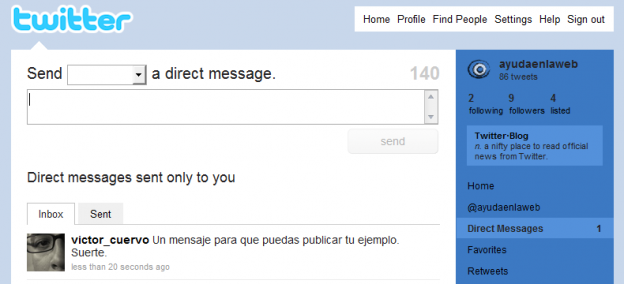 twitter
Home Profile Find People Settings Help Sign out
Send a direct message. 140
send
Direct messages sent only to you
Inbox Sent
victor_cuervo Un mensaje para que puedas publicar tu ejemplo.
Suerte.
less than 20 seconds ago
ayudaenlaweb
86 tweets
2 9 4
following followers listed
Twitter·Blog
n. a nifty place to read official
news from Twitter.
Home
@ayudaenlaweb
Direct Messages 1
Favorites
Retweets